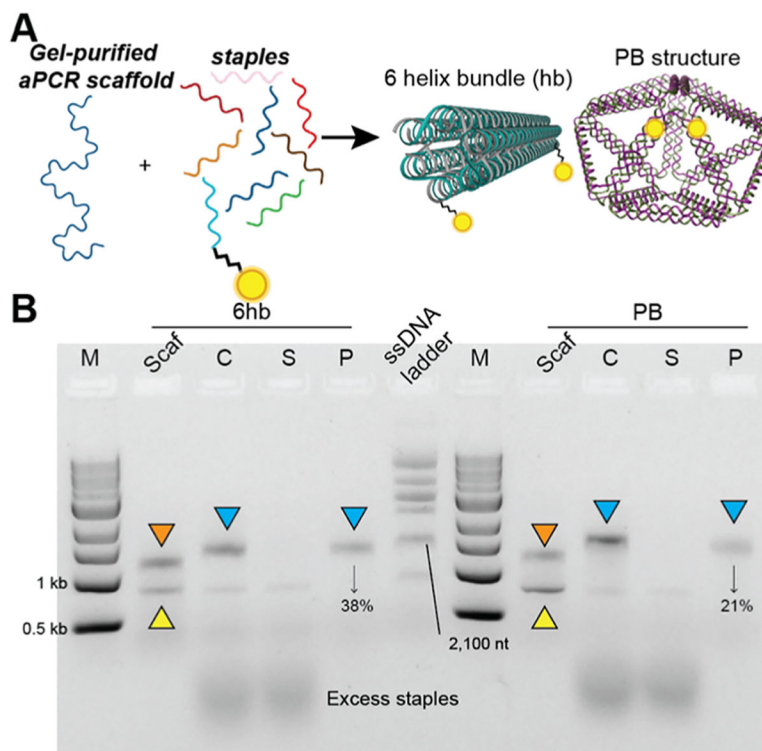 A
Gel-purified
aPCR scaffold
staples
+
6 helix bundle (hb)
PB structure
B
6hb
PB
M
Scaf
C
S
P
ssDNA
ladder
M
Scaf
C
S
P
1 kb
0.5 kb
38%
21%
2,100 nt
Excess staples